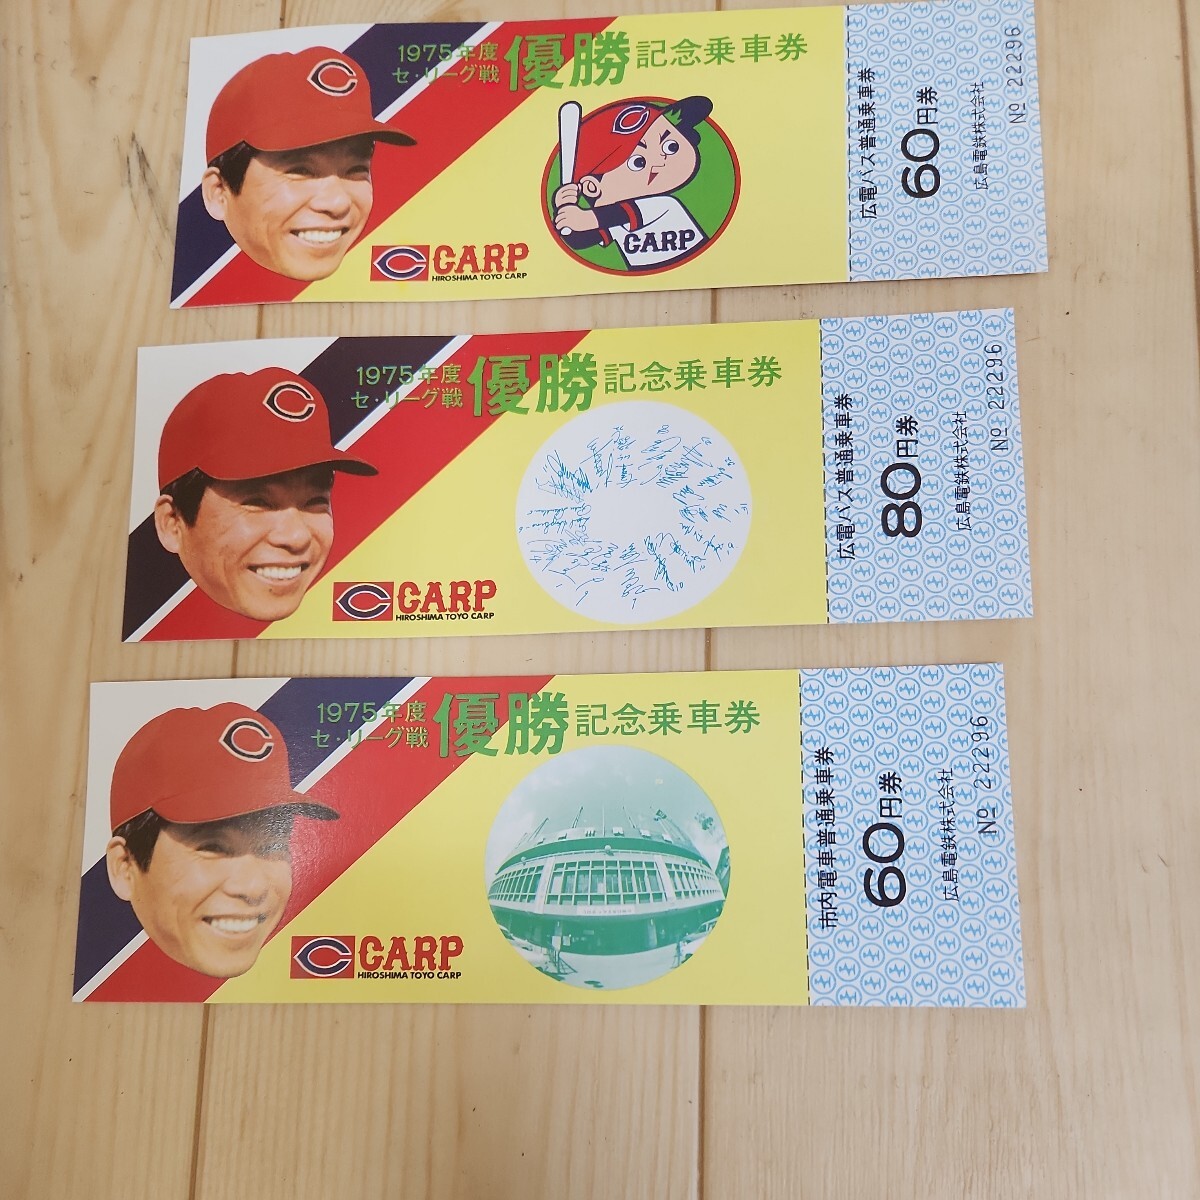 1975年度
セ・リーグ戦
優勝記念乗車券
C
CARP
CARP
HIROSHIMA TOYO CARP
広電バス普通乗車券
60円券
広島電鉄株式会社
No 22296
1975年度
セ・リーグ戦
優勝記念乗車券
C
CARP
HIROSHIMA TOYO CARP
広電バス普通乗車券
80円券
広島電鉄株式会社
No 22296
1975年度
セ・リーグ戦
優勝記念乗車券
C
CARP
HIROSHIMA TOYO CARP
市内電車普通乗車券
60円券
広島電鉄株式会社
No 22296